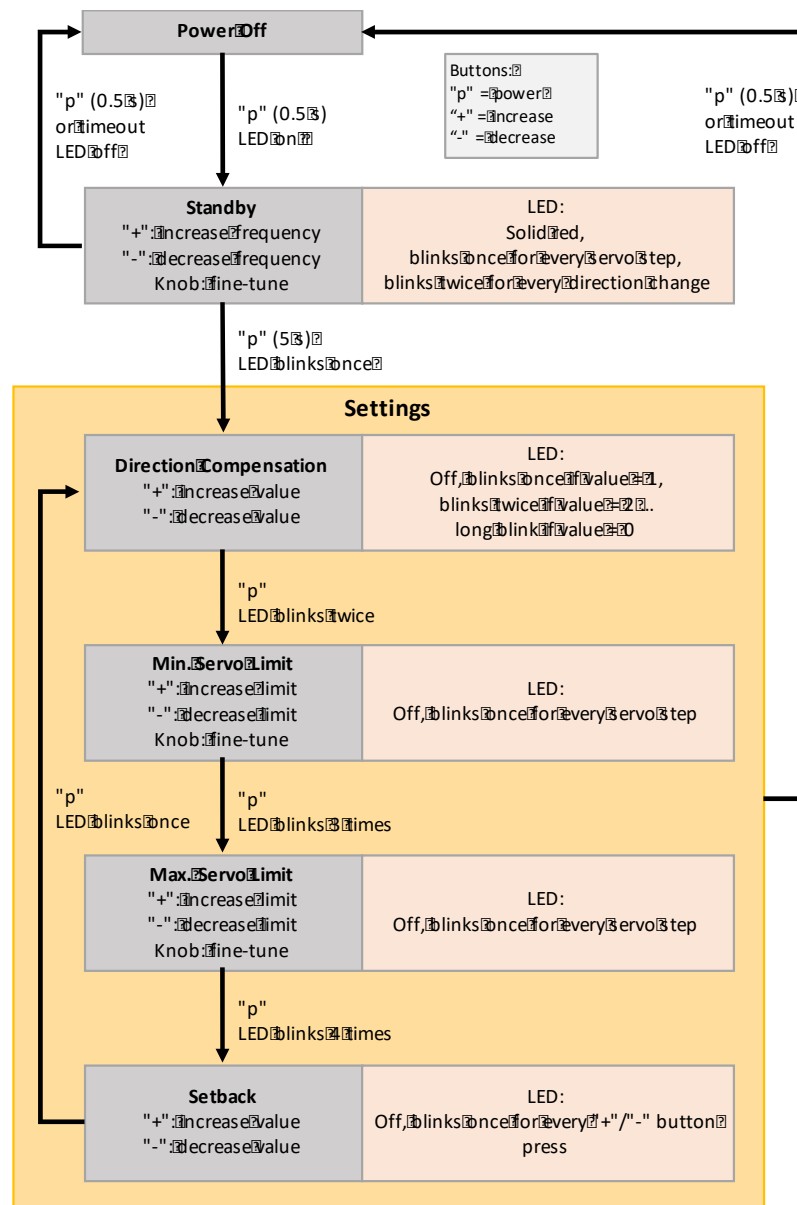 Power Off
"p" (0.5 s)
or timeout
LED off
"p" (0.5 s)
LED on
Buttons:
"p" = power
“+" = increase
“-" = decrease
"p" (0.5 s)
or timeout
LED off
Standby
"+": increase frequency
"-": decrease frequency
Knob: fine-tune
LED:
Solid red,
blinks once for every servo step,
blinks twice for every direction change
"p" (5 s)
LED blinks once
Settings
Direction Compensation
"+": increase value
"-": decrease value
LED:
Off, blinks once if value = 1,
blinks twice if value = 2 ..
long blink if value = 0
"p"
LED blinks twice
Min. Servo Limit
"+": increase limit
"-": decrease limit
Knob: fine-tune
LED:
Off, blinks once for every servo step
"p"
LED blinks once
"p"
LED blinks 3 times
Max. Servo Limit
"+": increase limit
"-": decrease limit
Knob: fine-tune
LED:
Off, blinks once for every servo step
"p"
LED blinks 4 times
Setback
"+": increase value
"-": decrease value
LED:
Off, blinks once for every "+"/"-" button
press